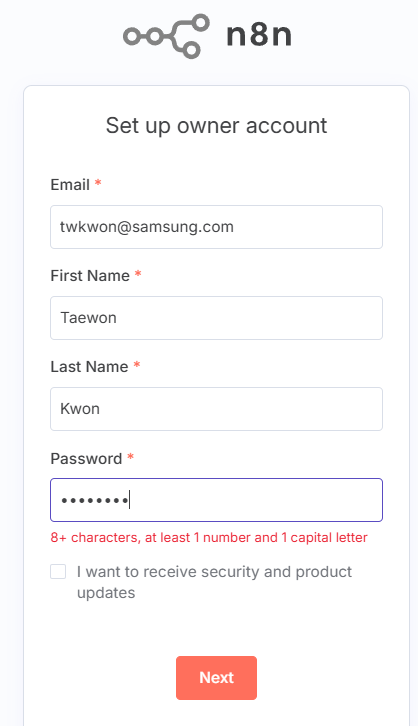 n8n
Set up owner account
Email *
twkwon@samsung.com
First Name *
Taewon
Last Name *
Kwon
Password *
••••••••
8+ characters, at least 1 number and 1 capital letter
I want to receive security and product
updates
Next